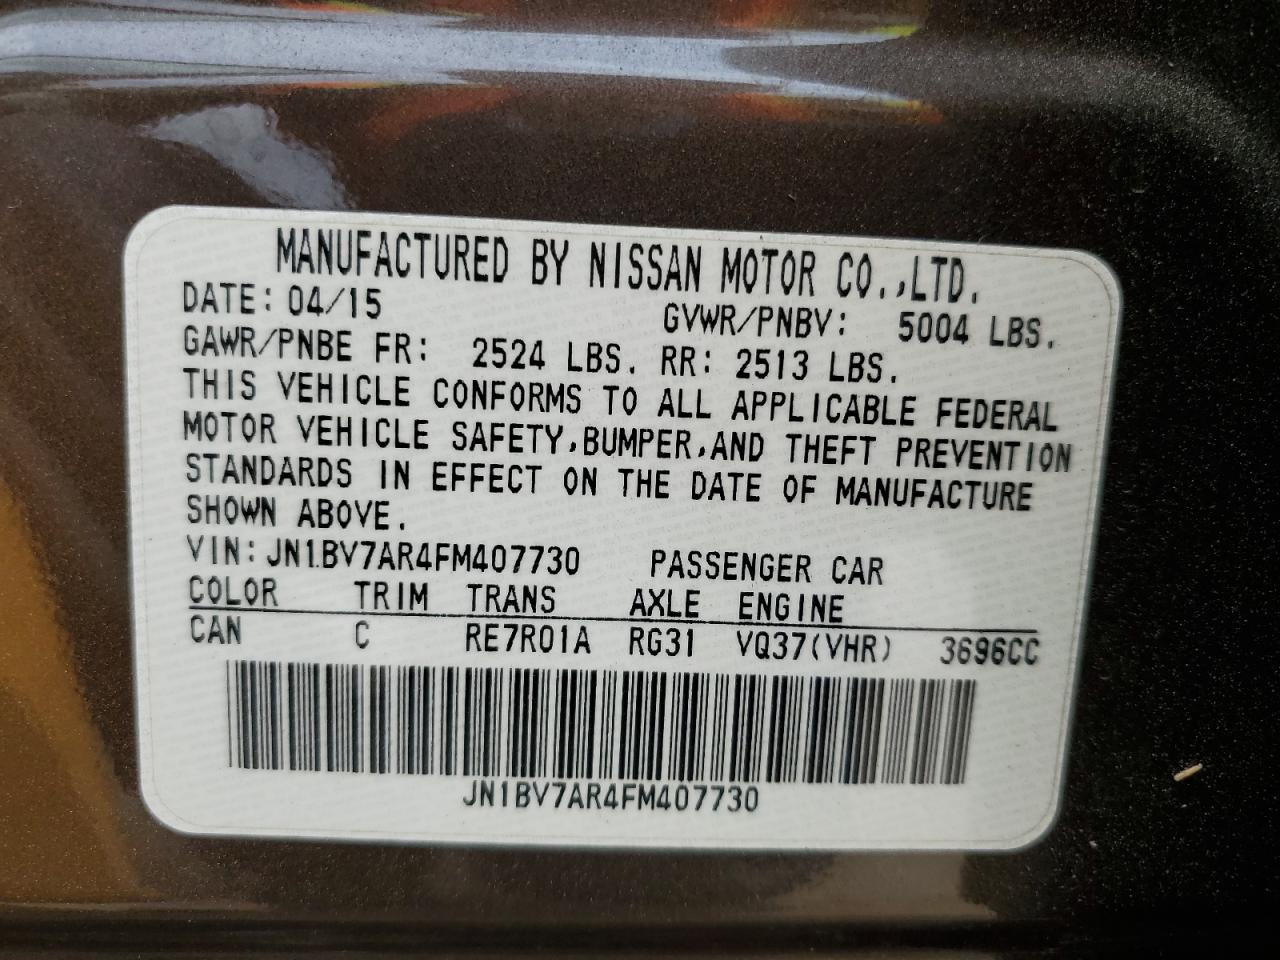 MANUFACTURED BY NISSAN MOTOR CO.,LTD.
DATE: 04/15 GVWR/PNBV: 5004 LBS.
GAWR/PNBE FR: 2524 LBS. RR: 2513 LBS.
THIS VEHICLE CONFORMS TO ALL APPLICABLE FEDERAL
MOTOR VEHICLE SAFETY,BUMPER,AND THEFT PREVENTION
STANDARDS IN EFFECT ON THE DATE OF MANUFACTURE
SHOWN ABOVE.
VIN: JN1BV7AR4FM407730 PASSENGER CAR
COLOR TRIM TRANS AXLE ENGINE
CAN C RE7R01A RG31 VQ37(VHR) 3696CC
JN1BV7AR4FM407730